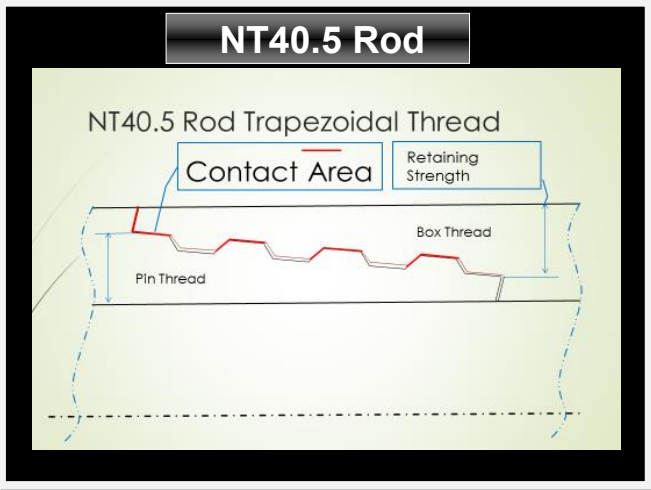 NT40.5 Rod
NT40.5 Rod Trapezoidal Thread
Contact Area
Retaining
Strength
Box Thread
Pin Thread